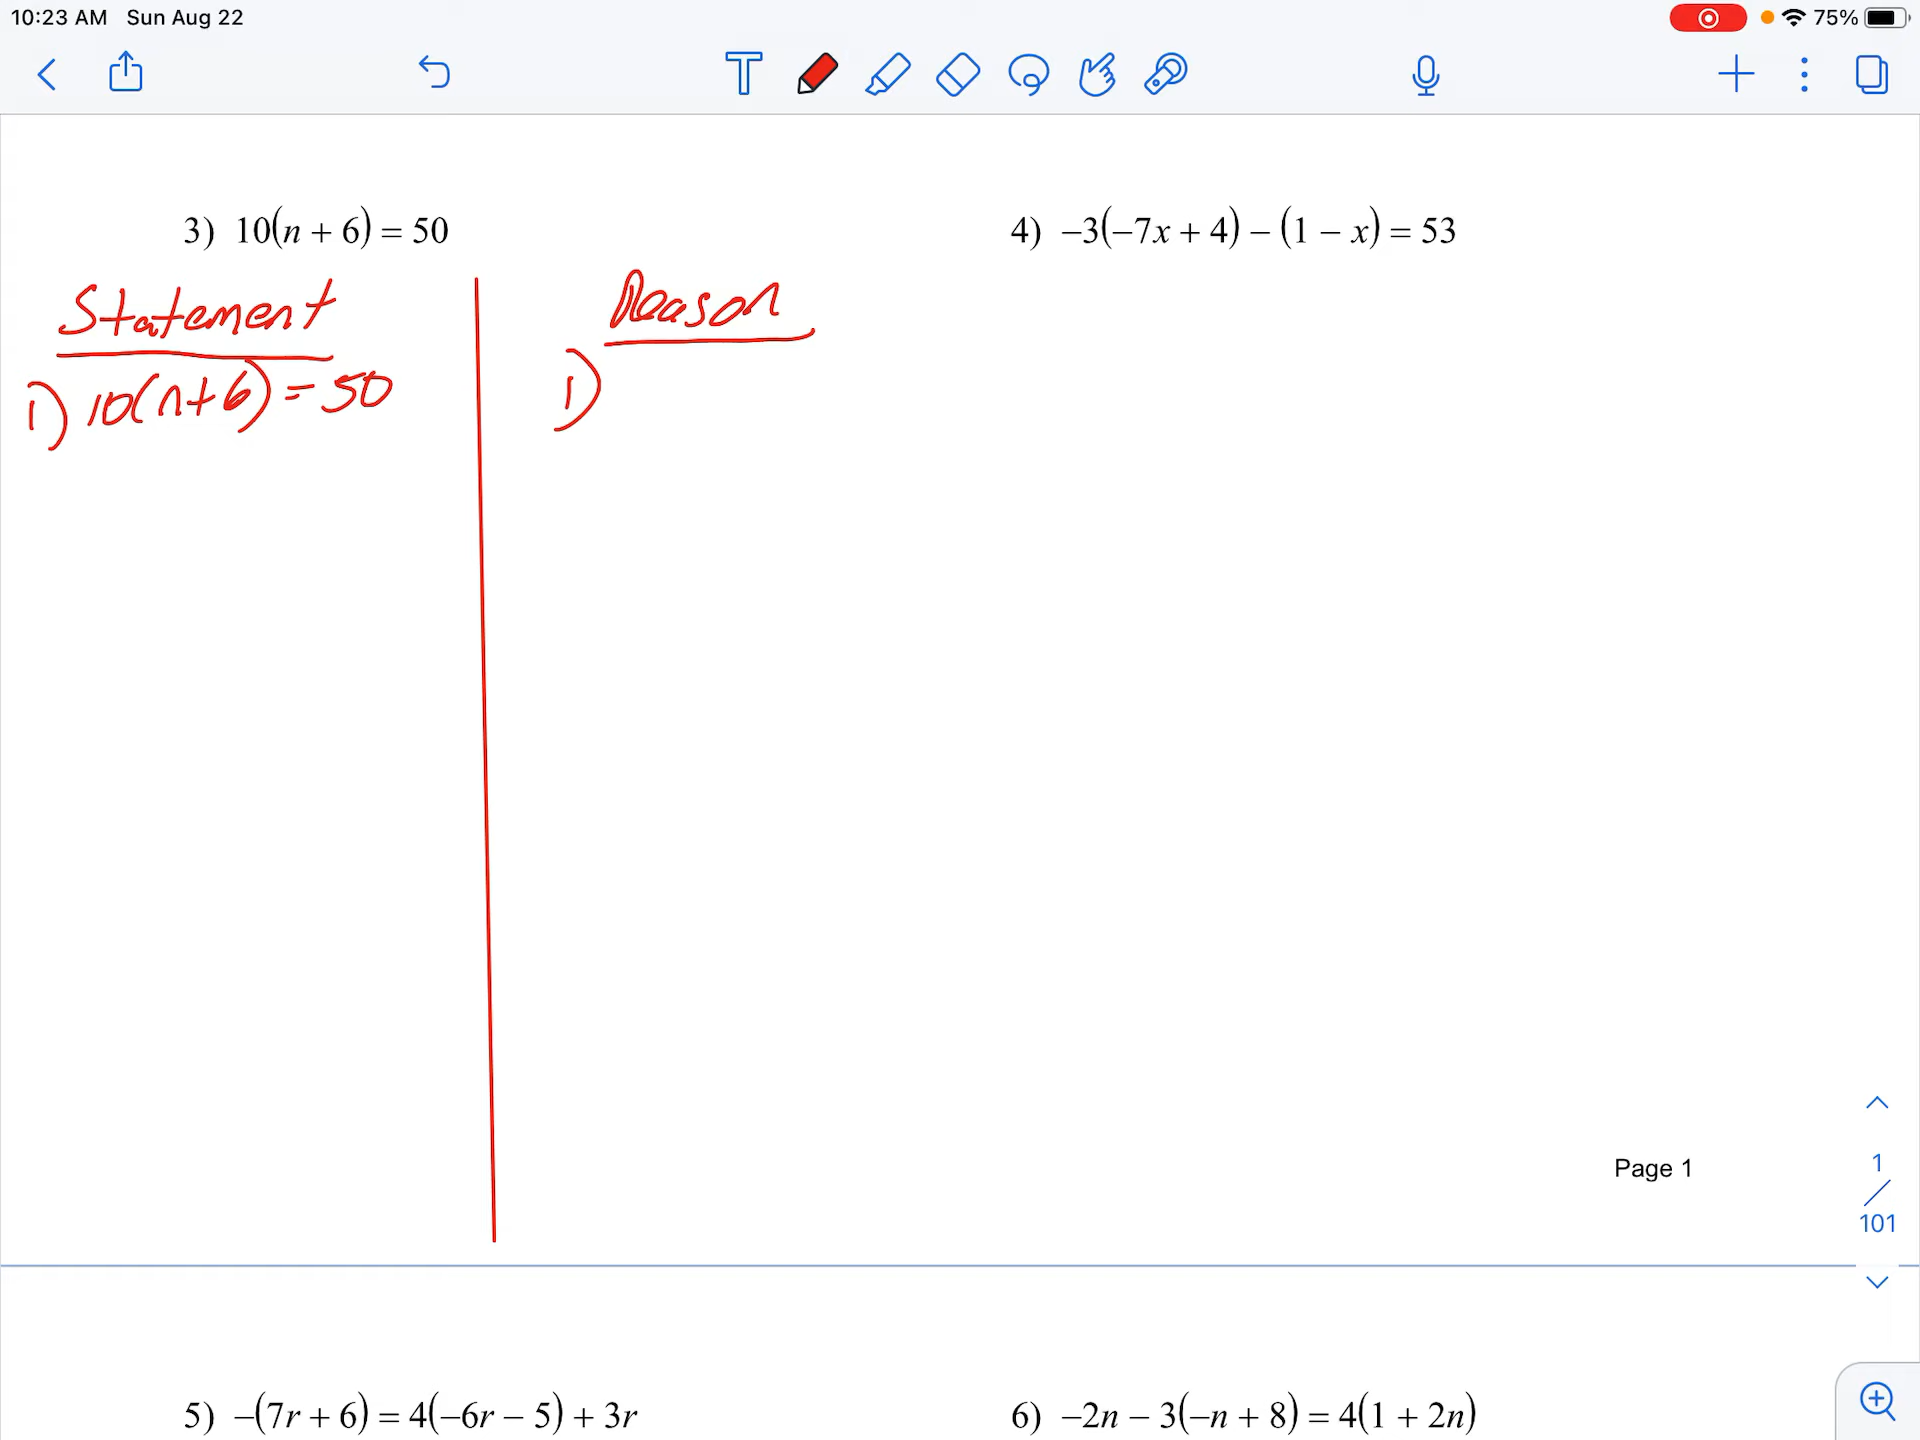 10:23 AM Sun Aug 22
75%
3) 10(n + 6) = 50
4) −3(−7x + 4) − (1 − x) = 53
Statement
Reason
1) 10(n+6) = 50
1)
Page 1
1
/
101
5) −(7r + 6) = 4(−6r − 5) + 3r
6) −2n − 3(−n + 8) = 4(1 + 2n)